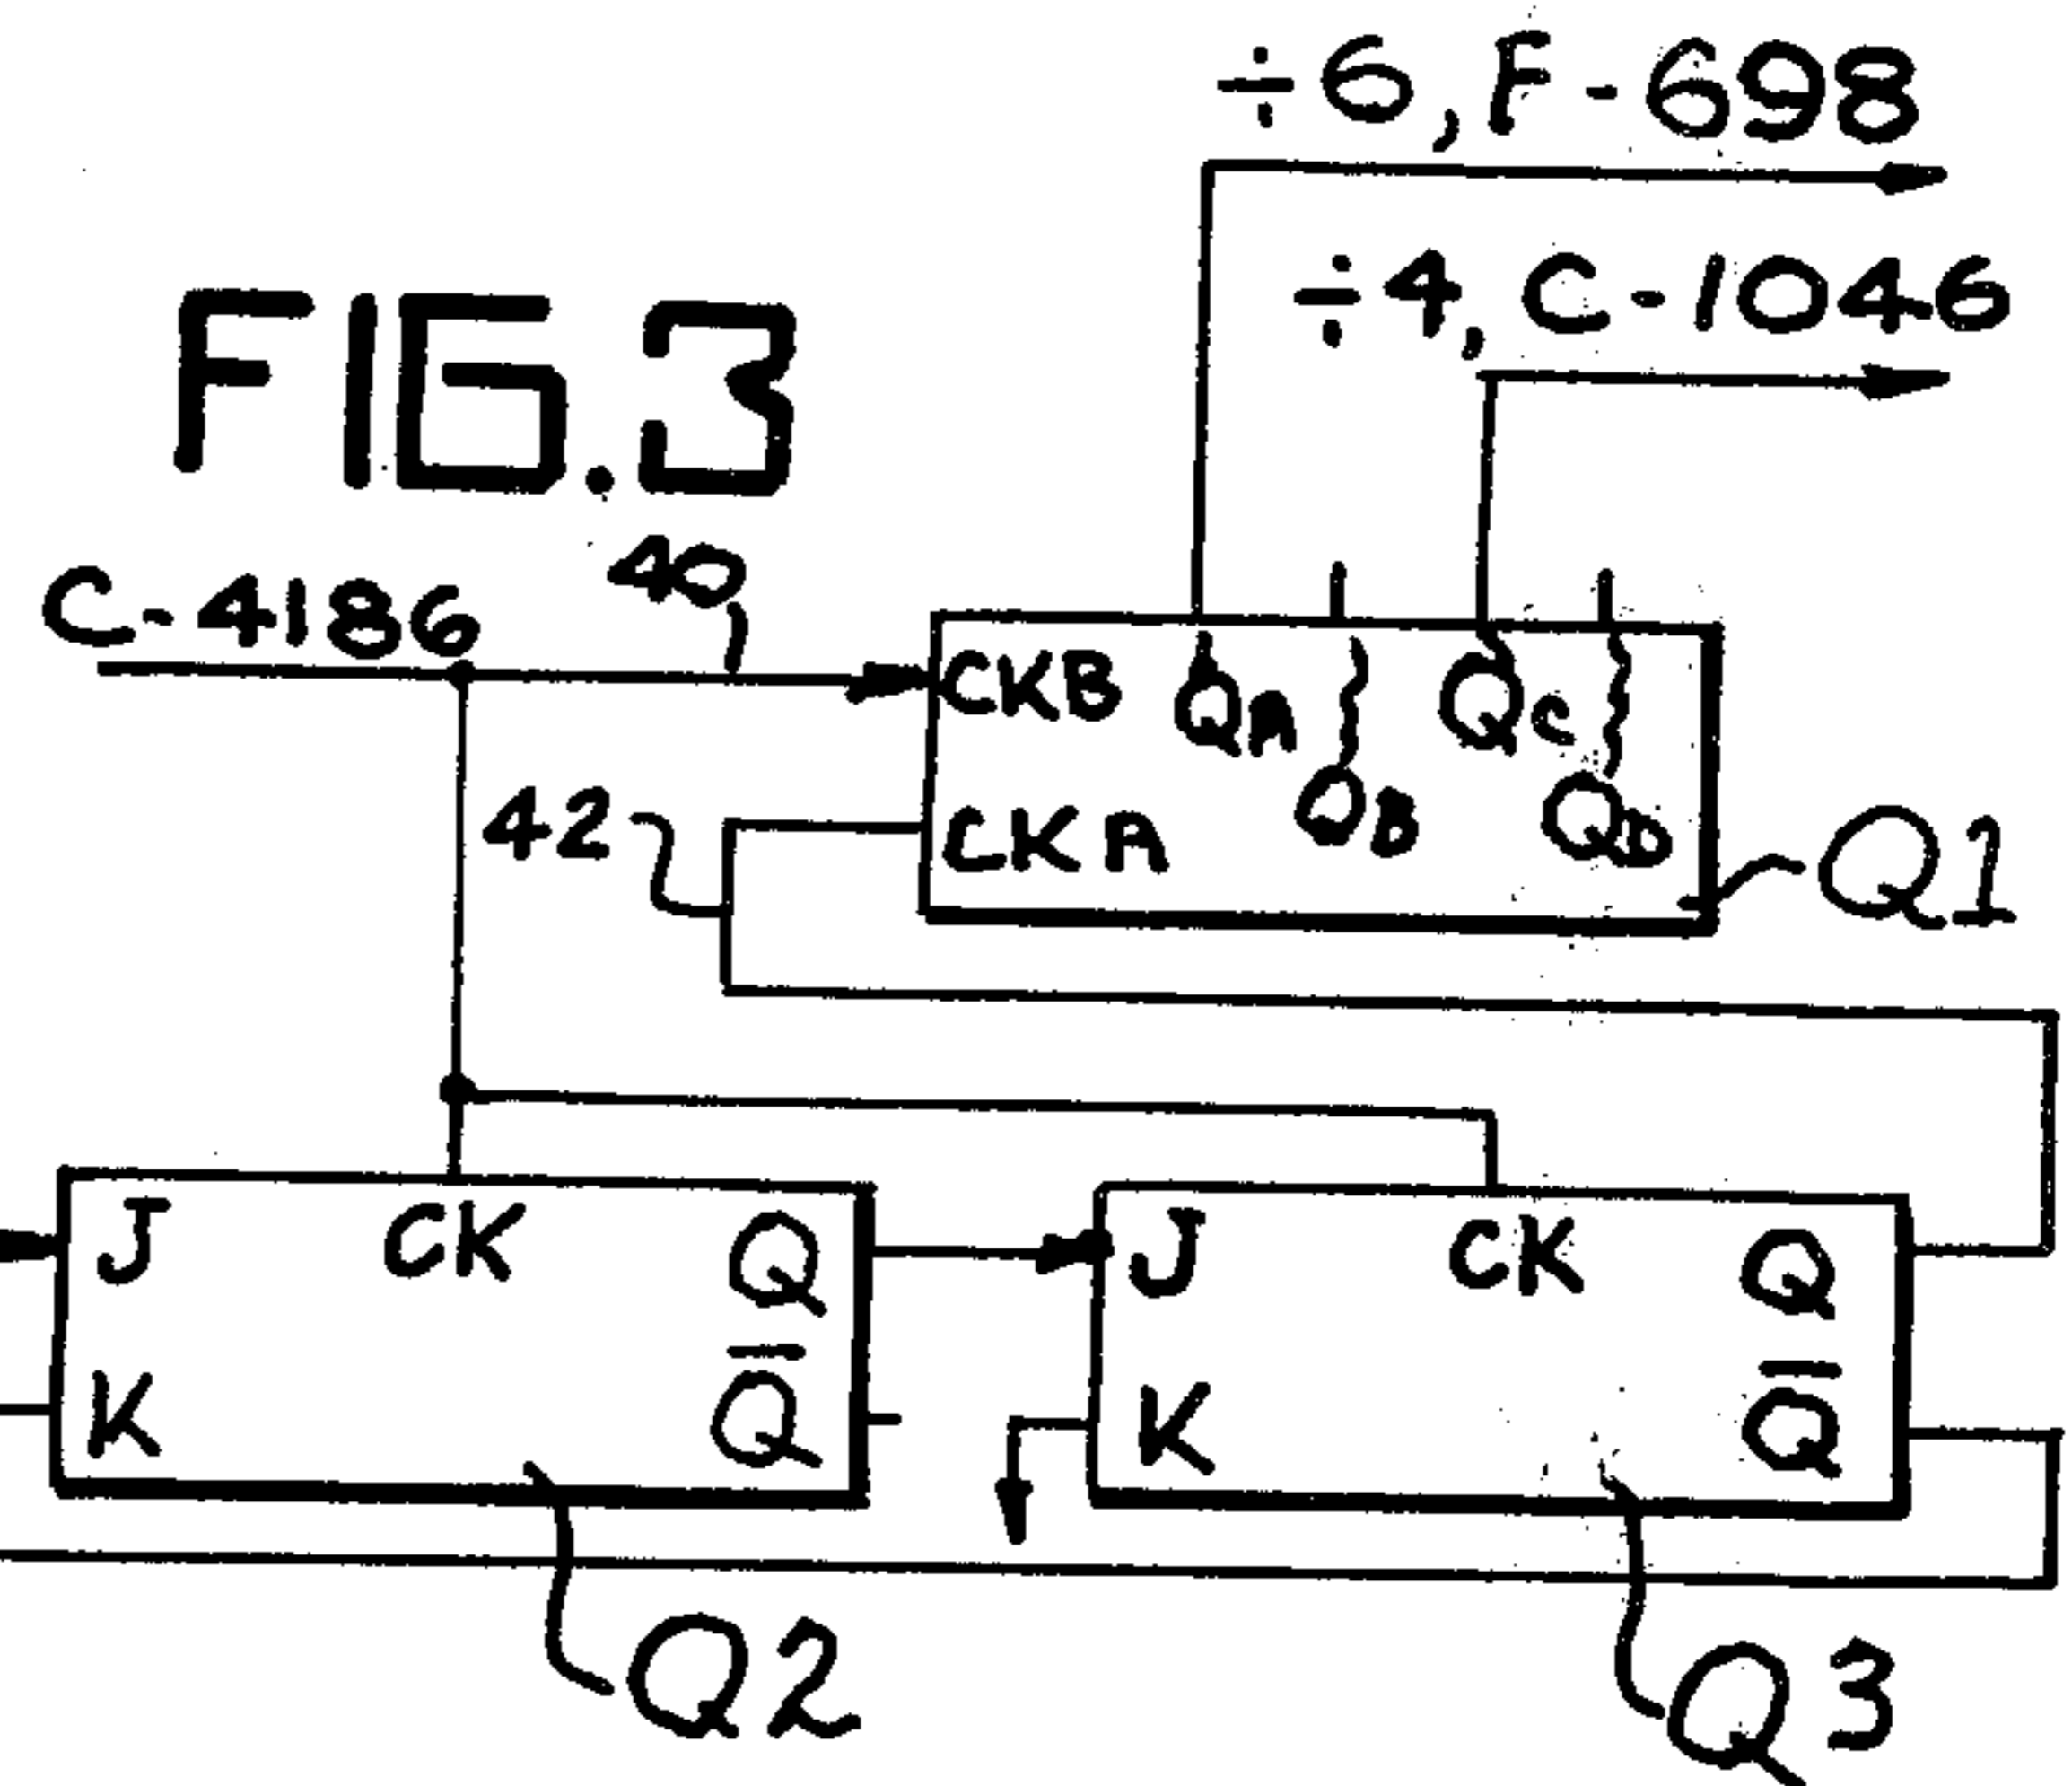 ÷6, F-698
÷4, C-1046
FIG.3
C-4186
40
CKB QA QC
QB QD
CKA
42
Q1
J CK Q
K Q̅
J CK Q
K Q̅
Q2
Q3